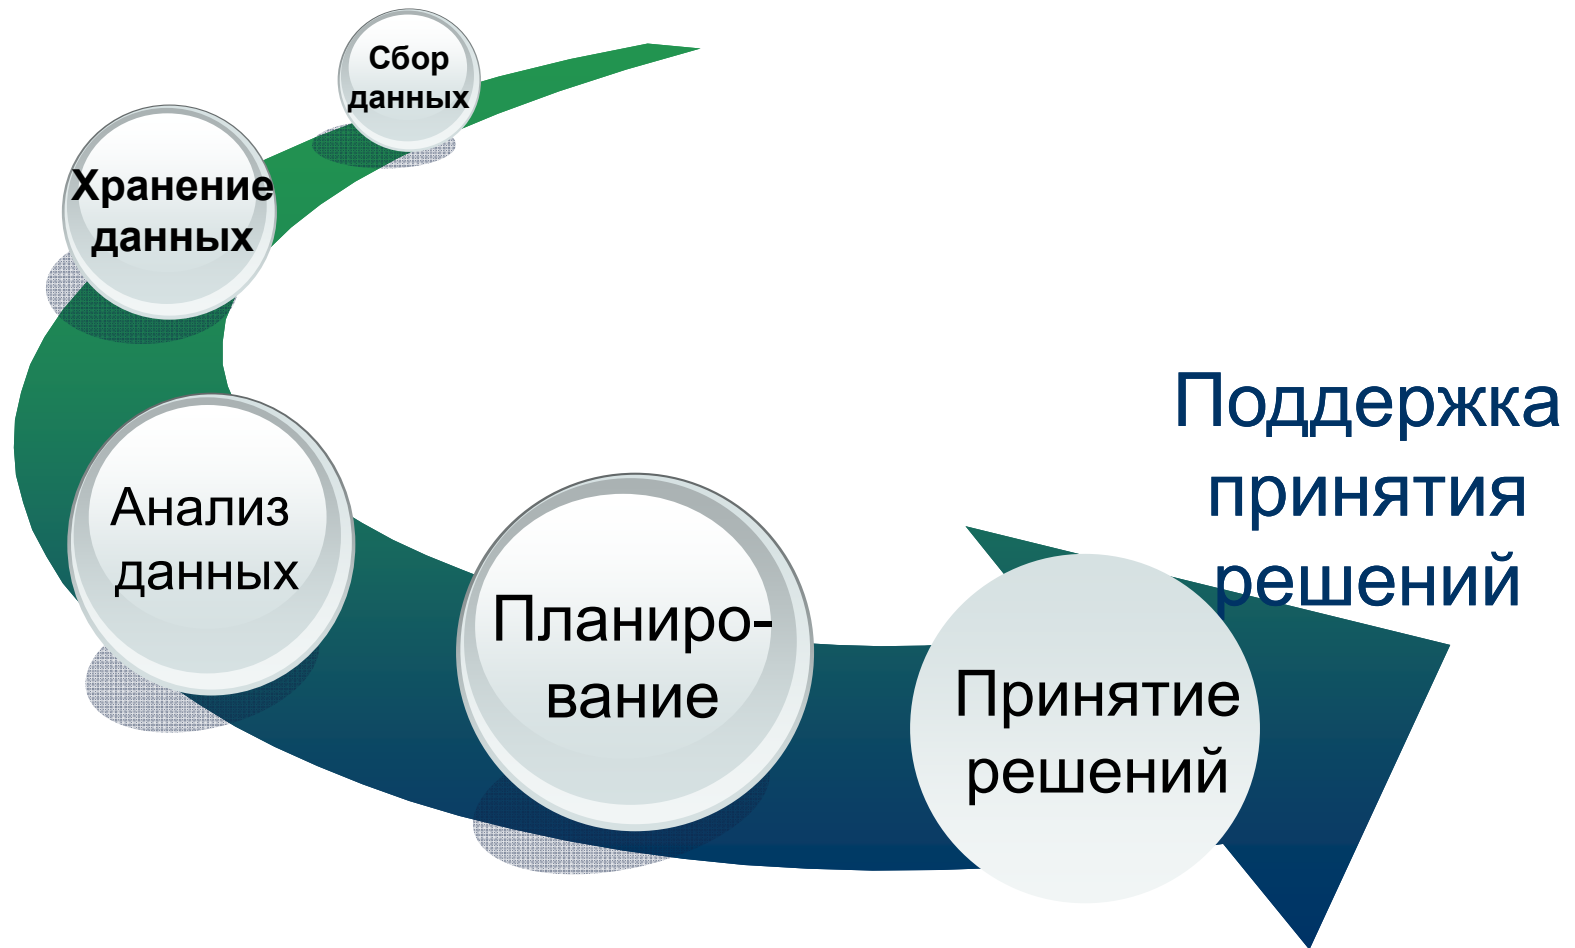 Сбор
данных
Хранение
данных
Анализ
данных
Планиро-
вание
Принятие
решений
Поддержка
принятия
решений